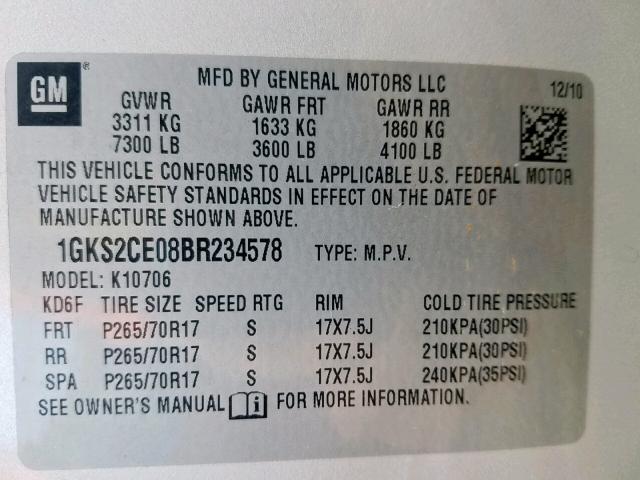 GM ®
MFD BY GENERAL MOTORS LLC 12/10
GVWR GAWR FRT GAWR RR
3311 KG 1633 KG 1860 KG
7300 LB 3600 LB 4100 LB
THIS VEHICLE CONFORMS TO ALL APPLICABLE U.S. FEDERAL MOTOR
VEHICLE SAFETY STANDARDS IN EFFECT ON THE DATE OF
MANUFACTURE SHOWN ABOVE.
1GKS2CE08BR234578 TYPE: M.P.V.
MODEL: K10706
KD6F TIRE SIZE SPEED RTG RIM COLD TIRE PRESSURE
FRT P265/70R17 S 17X7.5J 210KPA(30PSI)
RR P265/70R17 S 17X7.5J 210KPA(30PSI)
SPA P265/70R17 S 17X7.5J 240KPA(35PSI)
SEE OWNER'S MANUAL i FOR MORE INFORMATION.